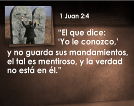 1 Juan 2:4
"El que dice:
'Yo le conozco,'
y no guarda sus mandamientos,
el tal es mentiroso, y la verdad
no está en él."